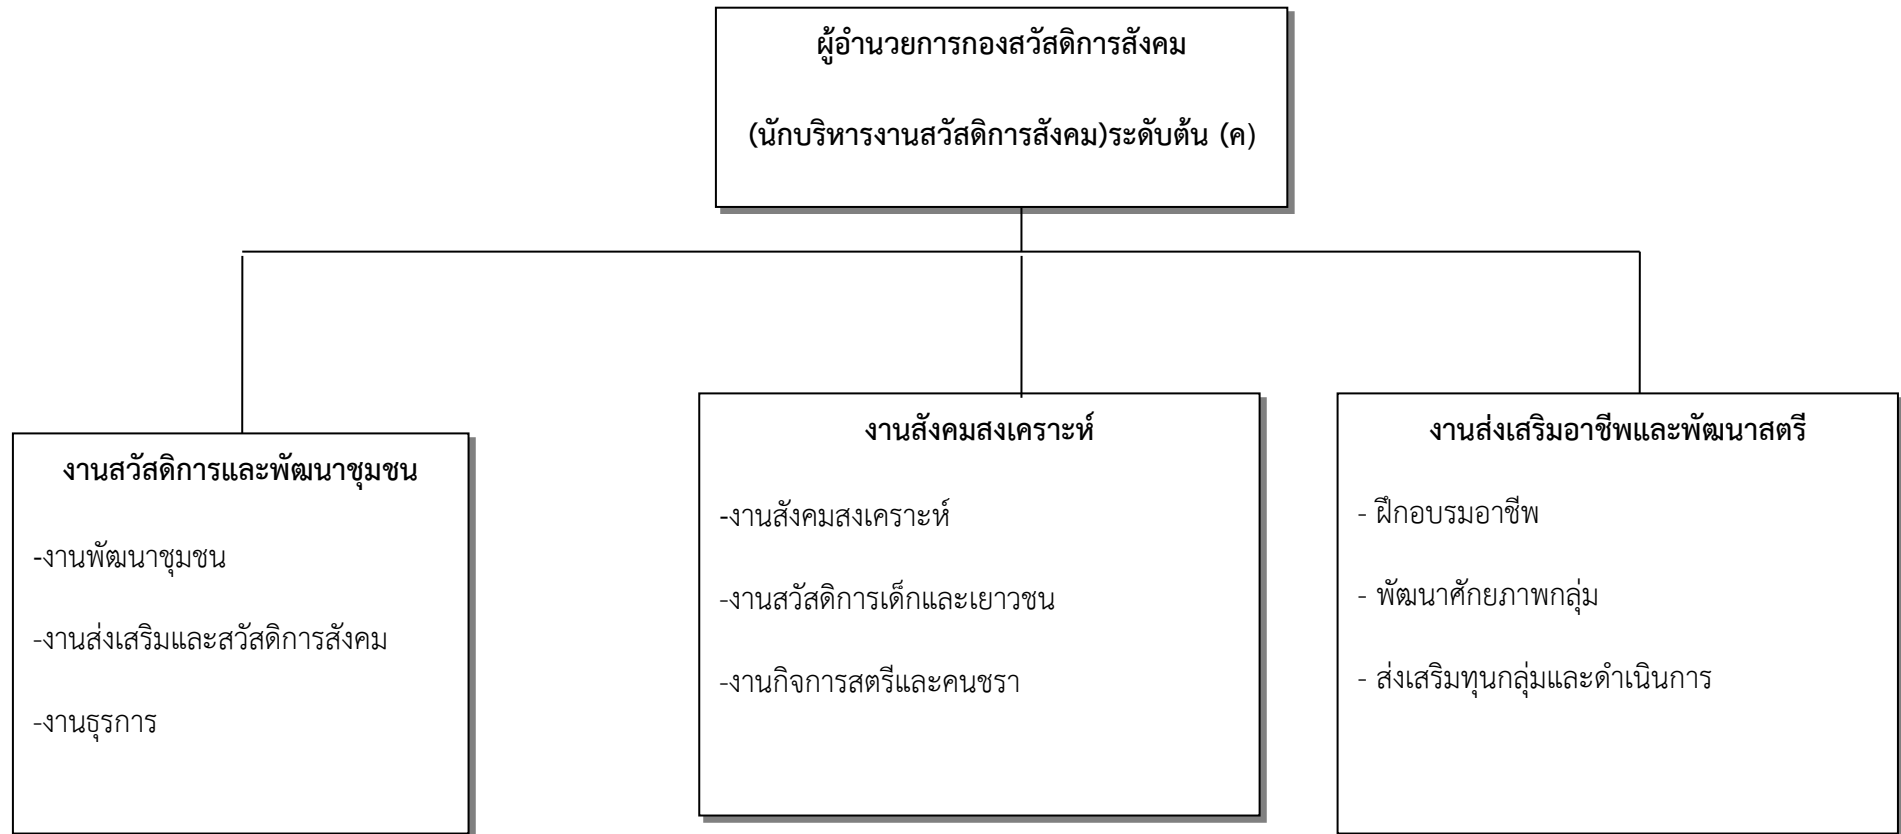 ผู้อำนวยการกองสวัสดิการสังคม
(นักบริหารงานสวัสดิการสังคม)ระดับต้น (ค)
งานสวัสดิการและพัฒนาชุมชน
-งานพัฒนาชุมชน
-งานส่งเสริมและสวัสดิการสังคม
-งานธุรการ
งานสังคมสงเคราะห์
-งานสังคมสงเคราะห์
-งานสวัสดิการเด็กและเยาวชน
-งานกิจการสตรีและคนชรา
งานส่งเสริมอาชีพและพัฒนาสตรี
- ฝึกอบรมอาชีพ
- พัฒนาศักยภาพกลุ่ม
- ส่งเสริมทุนกลุ่มและดำเนินการ